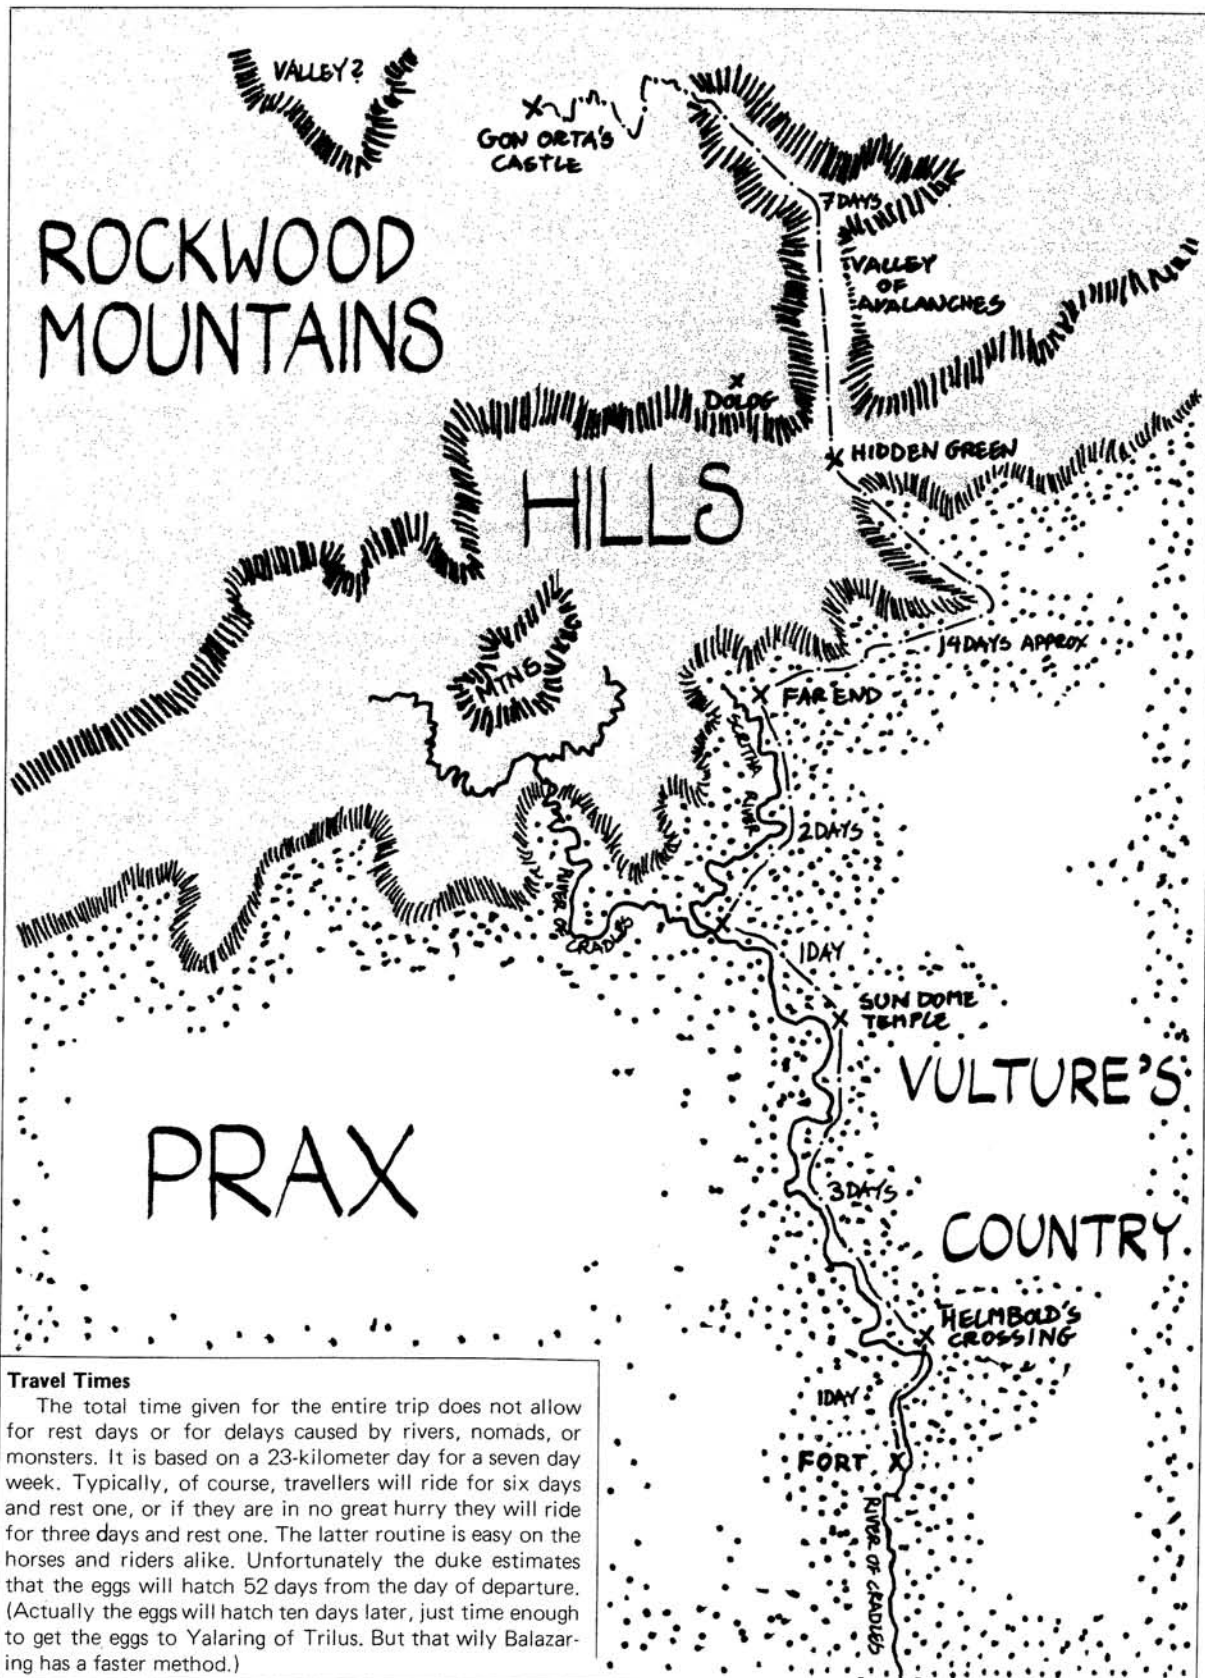 VALLEY?
GON ORTA'S
CASTLE
7 DAYS
ROCKWOOD
MOUNTAINS
VALLEY
OF
AVALANCHES
DOLOG
HIDDEN GREEN
HILLS
14 DAYS APPROX
MTNS
FAR END
SCRITHA
RIVER
2 DAYS
RIVER OF
CRADLES
1 DAY
SUN DOME
TEMPLE
VULTURE'S
PRAX
3 DAYS
COUNTRY
HELMBOLD'S
CROSSING
1 DAY
FORT
RIVER OF CRADLES
Travel Times
The total time given for the entire trip does not allow
for rest days or for delays caused by rivers, nomads, or
monsters. It is based on a 23-kilometer day for a seven day
week. Typically, of course, travellers will ride for six days
and rest one, or if they are in no great hurry they will ride
for three days and rest one. The latter routine is easy on the
horses and riders alike. Unfortunately the duke estimates
that the eggs will hatch 52 days from the day of departure.
(Actually the eggs will hatch ten days later, just time enough
to get the eggs to Yalaring of Trilus. But that wily Balazar-
ing has a faster method.)